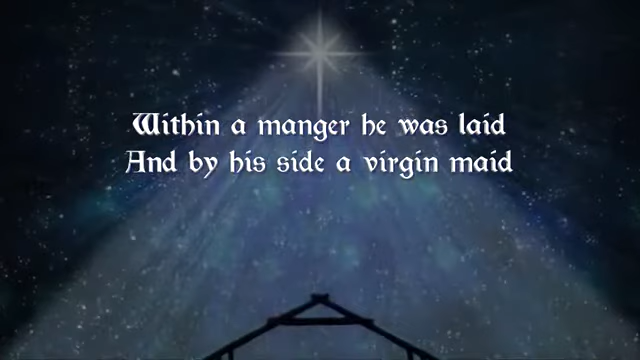 Within a manger he was laid
And by his side a virgin maid